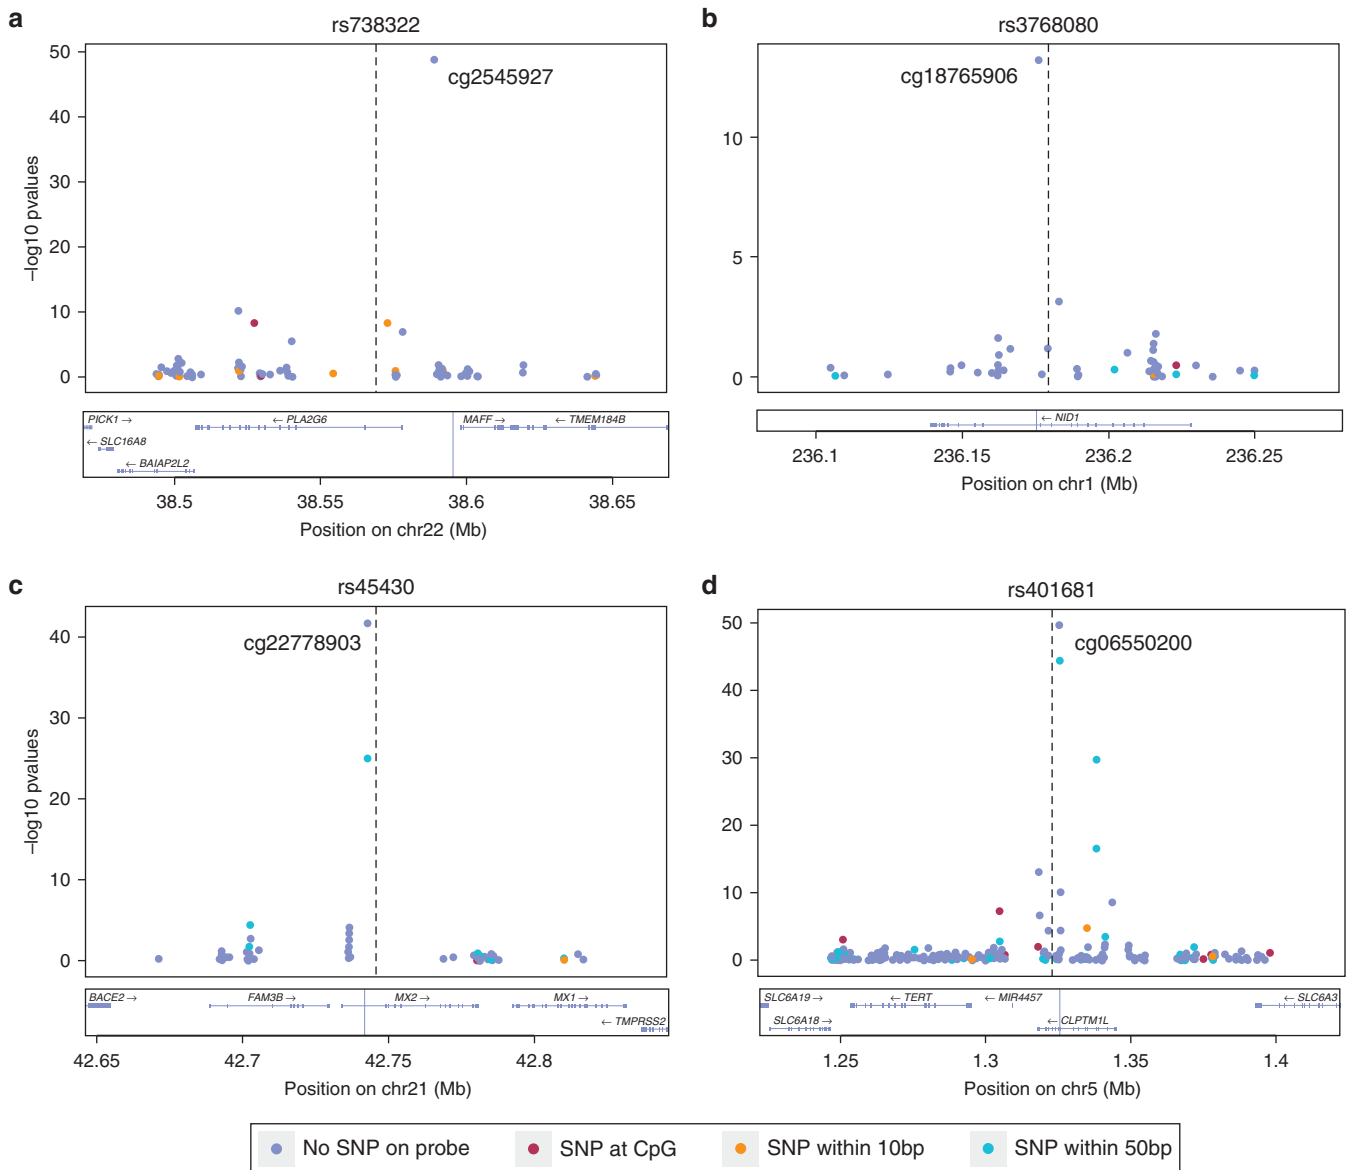 a
rs738322
50
40
30
20
10
0
−log10 pvalues
cg2545927
PICK1 →
← PLA2G6
MAFF →
← TMEM184B
← SLC16A8
← BAIAP2L2
38.5
38.55
38.6
38.65
Position on chr22 (Mb)
b
rs3768080
10
5
0
cg18765906
← NID1
236.1
236.15
236.2
236.25
Position on chr1 (Mb)
c
rs45430
40
30
20
10
0
−log10 pvalues
cg22778903
BACE2 →
FAM3B →
MX2 →
MX1 →
← TMPRSS2
42.65
42.7
42.75
42.8
Position on chr21 (Mb)
d
rs401681
50
40
30
20
10
0
cg06550200
SLC6A19 →
← TERT
← MIR4457
← SLC6A3
SLC6A18 →
← CLPTM1L
1.25
1.3
1.35
1.4
Position on chr5 (Mb)
No SNP on probe
SNP at CpG
SNP within 10bp
SNP within 50bp